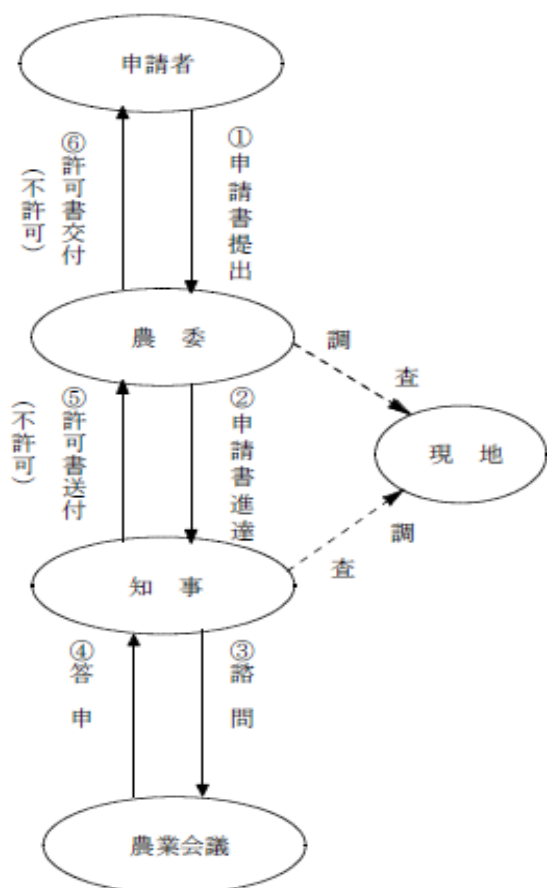 申請者
⑥許可書交付
(不許可)
①申請書提出
農 委
調 査
⑤許可書送付
(不許可)
②申請書進達
現 地
調 査
知 事
④答 申
③諮 問
農業会議